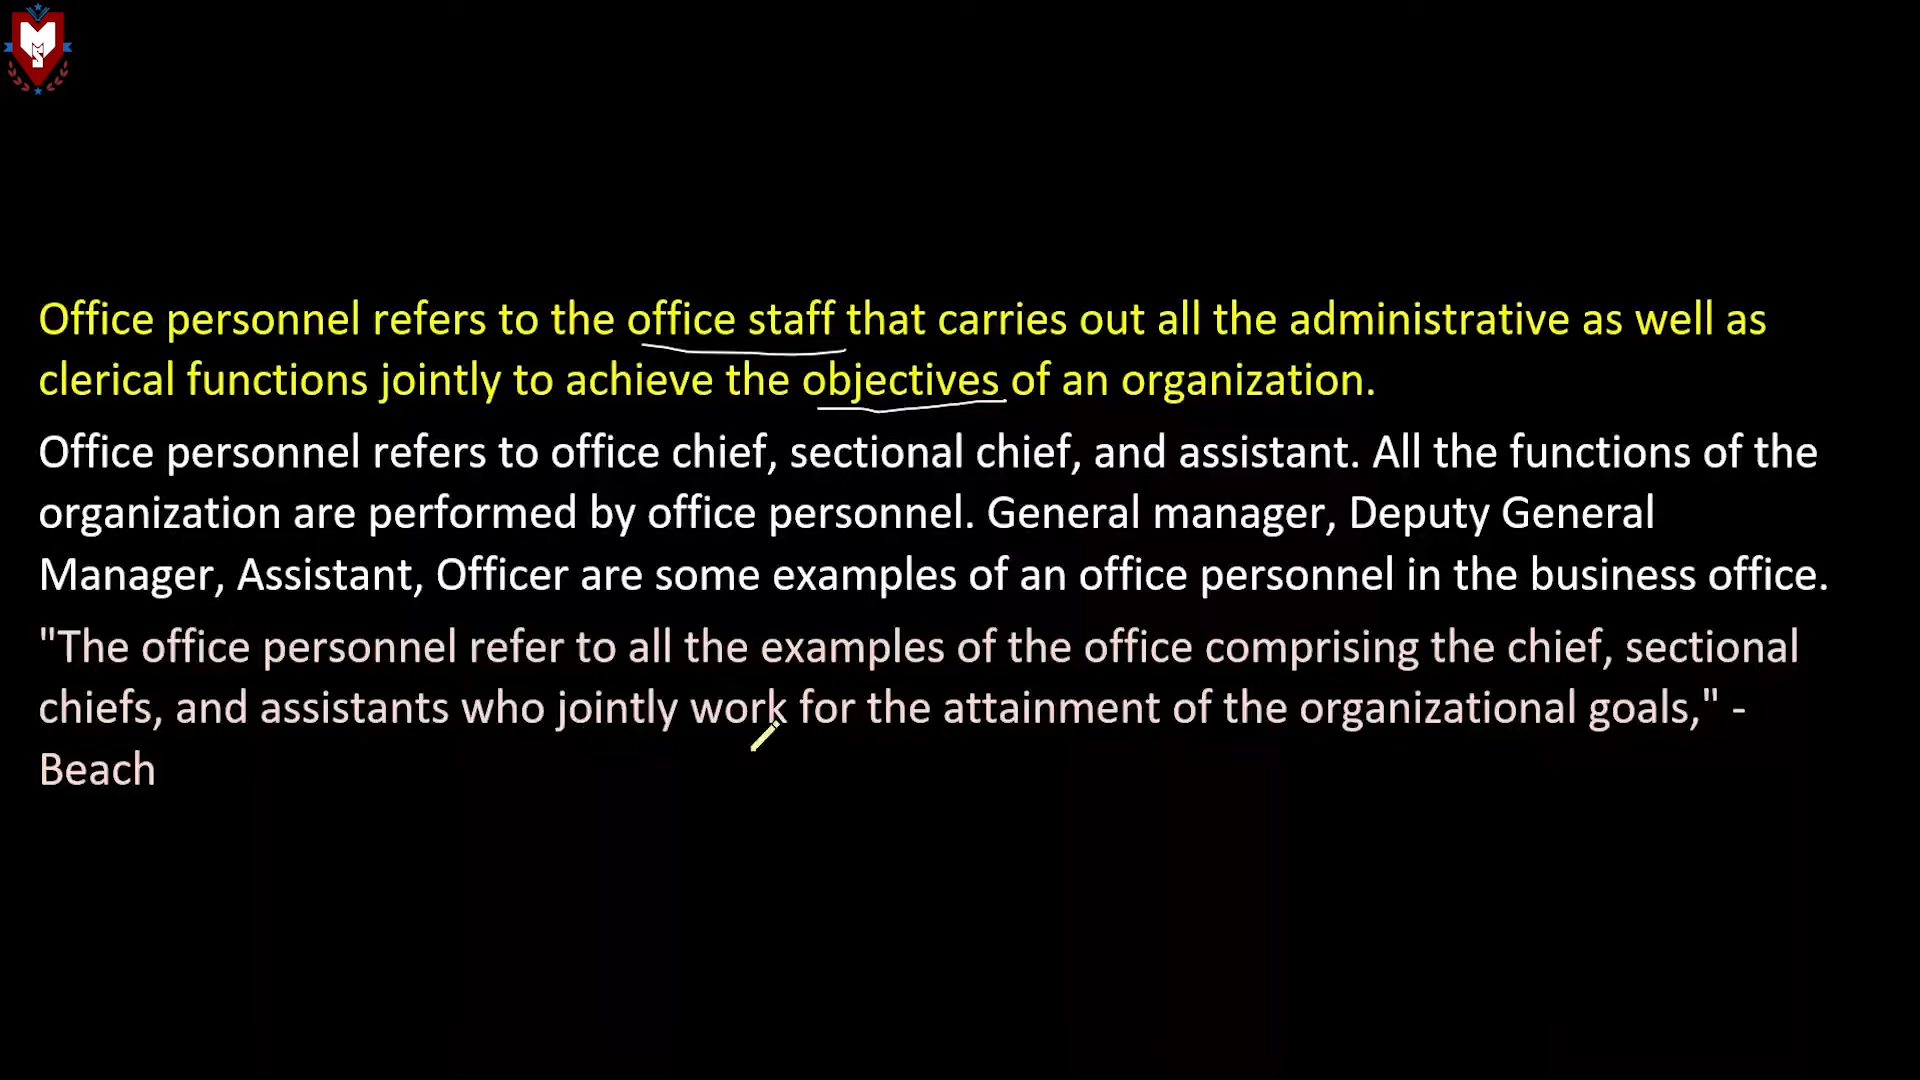 Office personnel refers to the office staff that carries out all the administrative as well as
clerical functions jointly to achieve the objectives of an organization.
Office personnel refers to office chief, sectional chief, and assistant. All the functions of the
organization are performed by office personnel. General manager, Deputy General
Manager, Assistant, Officer are some examples of an office personnel in the business office.
"The office personnel refer to all the examples of the office comprising the chief, sectional
chiefs, and assistants who jointly work for the attainment of the organizational goals," -
Beach